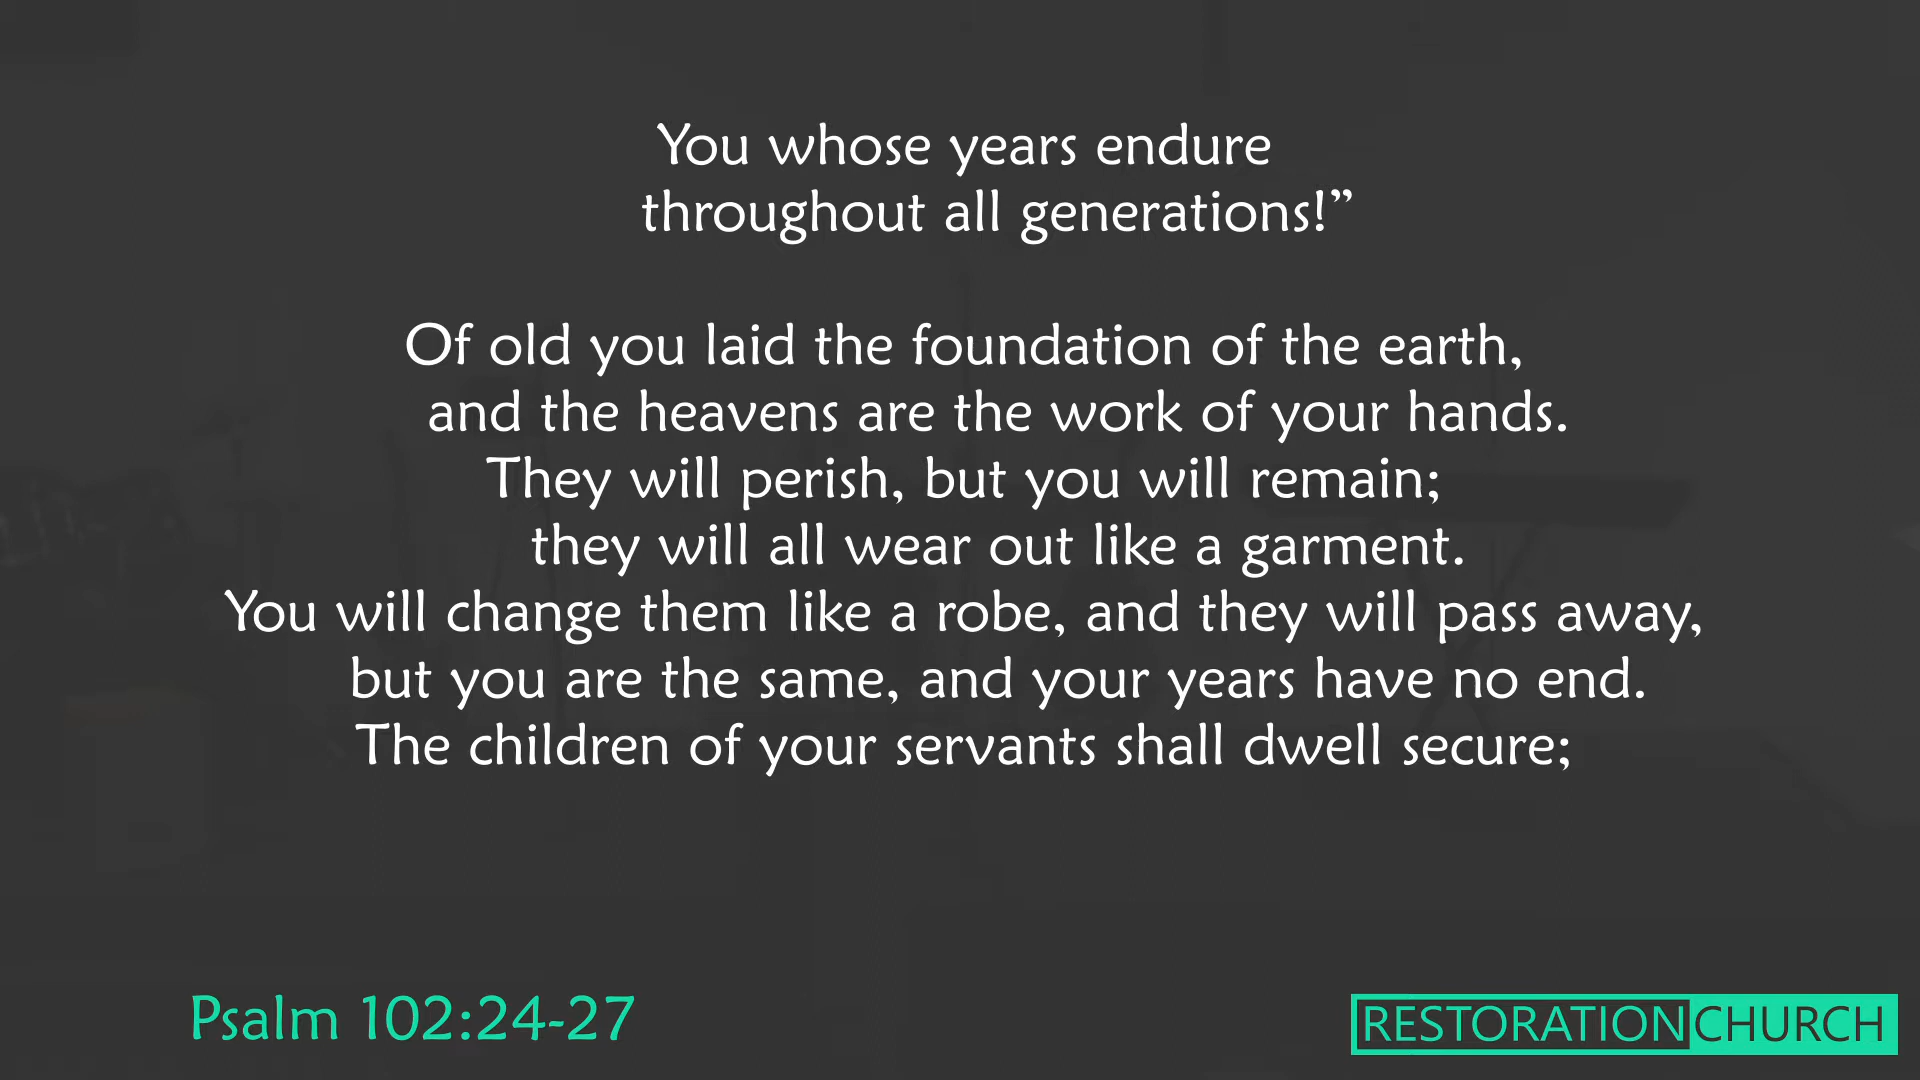 You whose years endure
throughout all generations!”
Of old you laid the foundation of the earth,
and the heavens are the work of your hands.
They will perish, but you will remain;
they will all wear out like a garment.
You will change them like a robe, and they will pass away,
but you are the same, and your years have no end.
The children of your servants shall dwell secure;
Psalm 102:24-27
RESTORATIONCHURCH